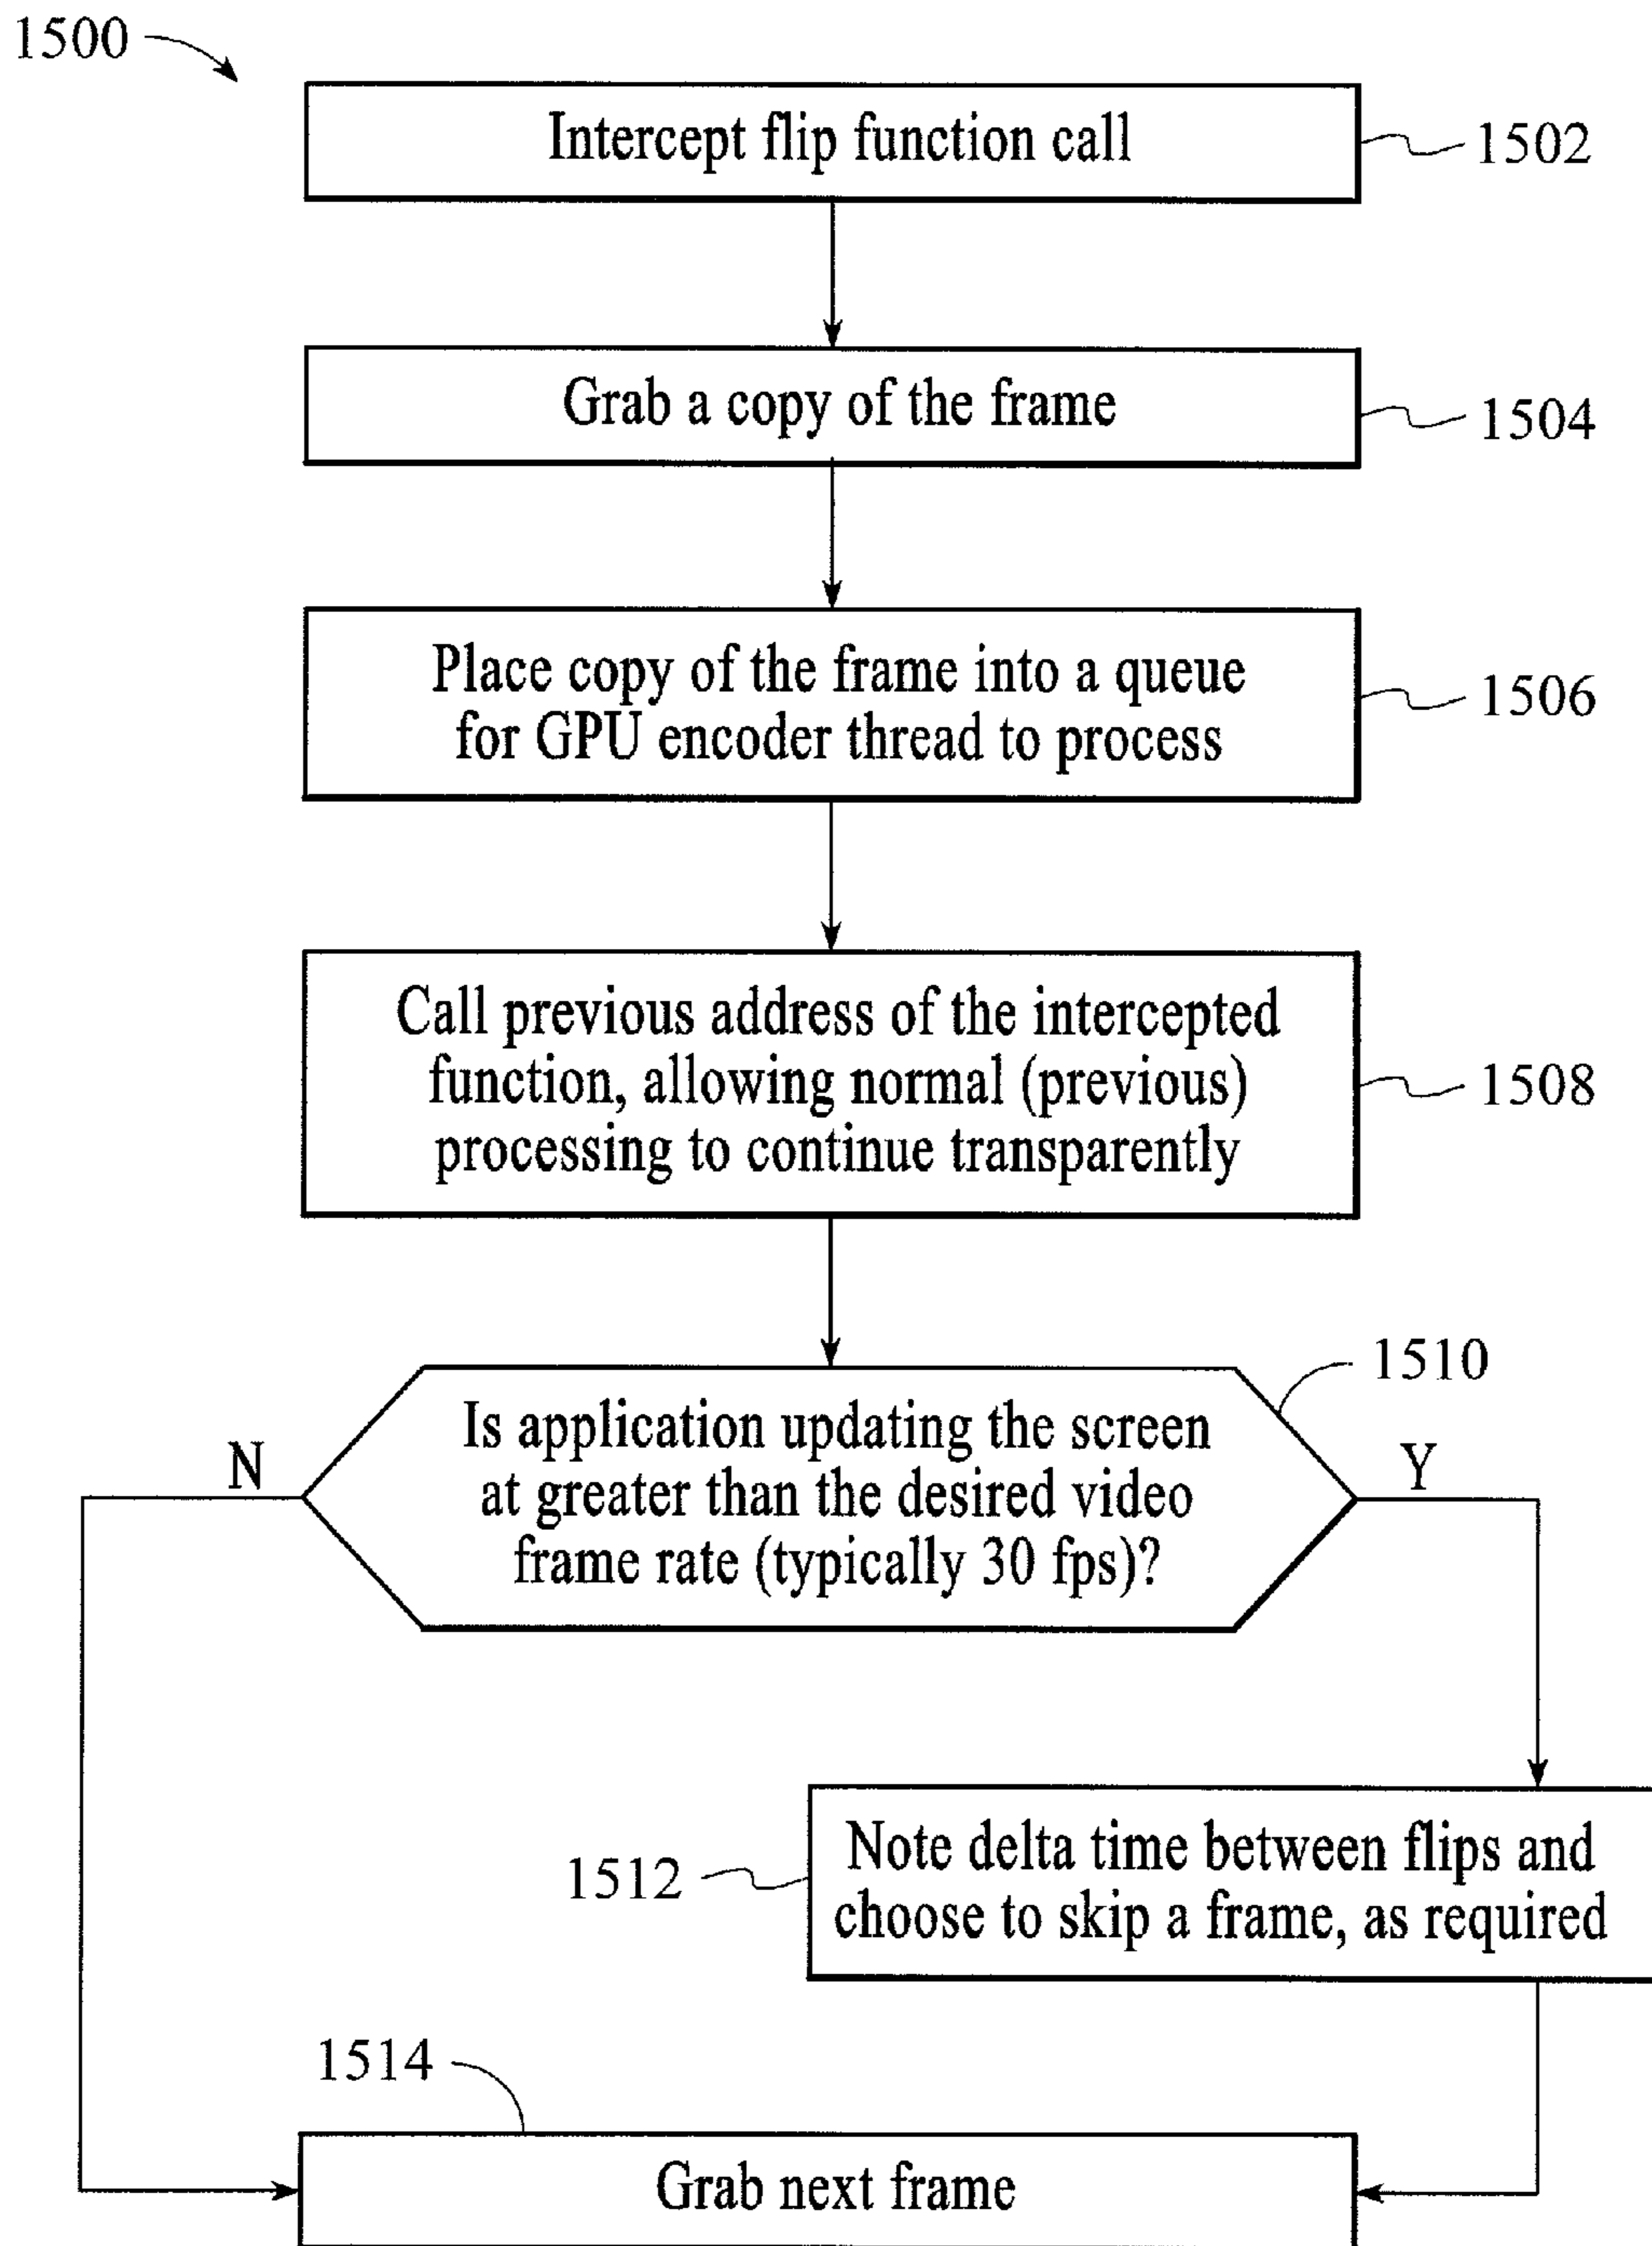 1500
Intercept flip function call
1502
Grab a copy of the frame
1504
Place copy of the frame into a queue
for GPU encoder thread to process
1506
Call previous address of the intercepted
function, allowing normal (previous)
processing to continue transparently
1508
1510
Is application updating the screen
at greater than the desired video
frame rate (typically 30 fps)?
N
Y
1512
Note delta time between flips and
choose to skip a frame, as required
1514
Grab next frame